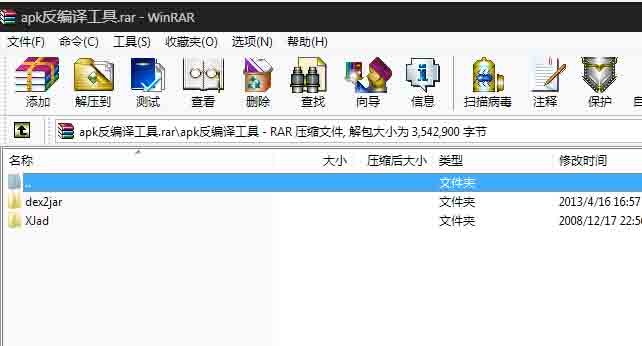 apk反编译工具.rar - WinRAR
文件(F) 命令(C) 工具(S) 收藏夹(O) 选项(N) 帮助(H)
添加 解压到 测试 查看 删除 查找 向导 信息 扫描病毒 注释 保护 自
apk反编译工具.rar\apk反编译工具 - RAR 压缩文件, 解包大小为 3,542,900 字节
名称 大小 压缩后大小 类型 修改时间
.. 文件夹
dex2jar 文件夹 2013/4/16 16:57
XJad 文件夹 2008/12/17 22:56